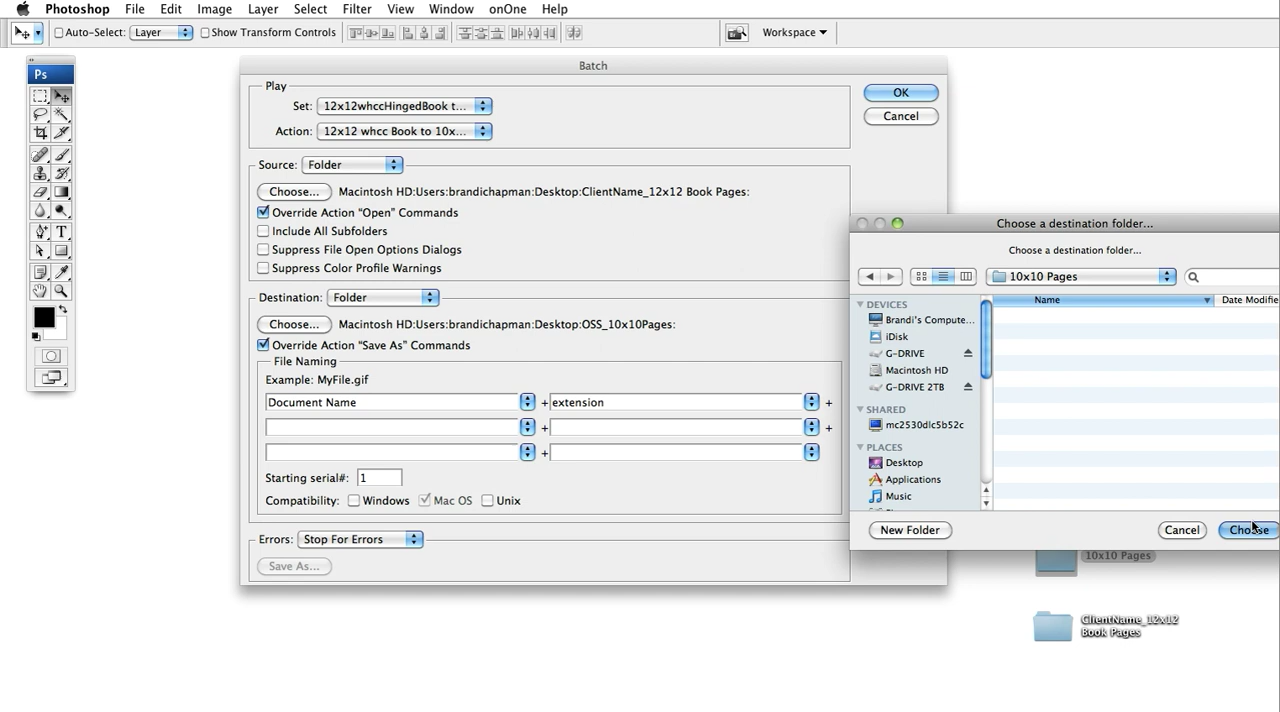 Photoshop File Edit Image Layer Select Filter View Window onOne Help
Auto-Select: Layer Show Transform Controls Workspace
Ps
Batch
Play
Set: 12x12whccHingedBook t...
Action: 12x12 whcc Book to 10x...
OK
Cancel
Source: Folder
Choose... Macintosh HD:Users:brandichapman:Desktop:ClientName_12x12 Book Pages:
Override Action “Open” Commands
Include All Subfolders
Suppress File Open Options Dialogs
Suppress Color Profile Warnings
Destination: Folder
Choose... Macintosh HD:Users:brandichapman:Desktop:OSS_10x10Pages:
Override Action “Save As” Commands
File Naming
Example: MyFile.gif
Document Name + extension +
+ +
+
Starting serial#: 1
Compatibility: Windows Mac OS Unix
Errors: Stop For Errors
Save As...
Choose a destination folder...
Choose a destination folder...
10x10 Pages
Name Date Modifie
DEVICES
Brandi's Compute...
iDisk
G-DRIVE
Macintosh HD
G-DRIVE 2TB
SHARED
mc2530dlc5b52c
PLACES
Desktop
Applications
Music
New Folder Cancel Choose
10x10 Pages
ClientName_12x12
Book Pages
T